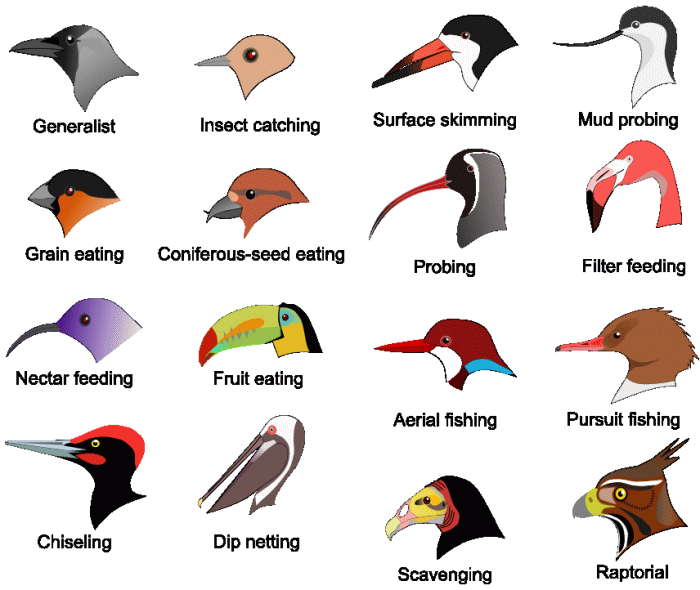 Generalist
Insect catching
Surface skimming
Mud probing
Grain eating
Coniferous-seed eating
Probing
Filter feeding
Nectar feeding
Fruit eating
Aerial fishing
Pursuit fishing
Chiseling
Dip netting
Scavenging
Raptorial